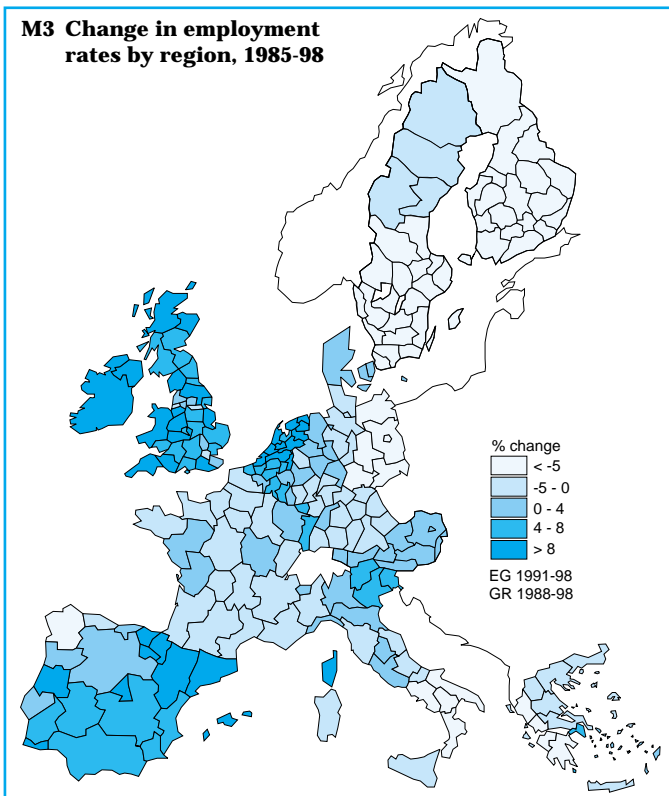 M3 Change in employment
rates by region, 1985-98
% change
< -5
-5 - 0
0 - 4
4 - 8
> 8
EG 1991-98
GR 1988-98